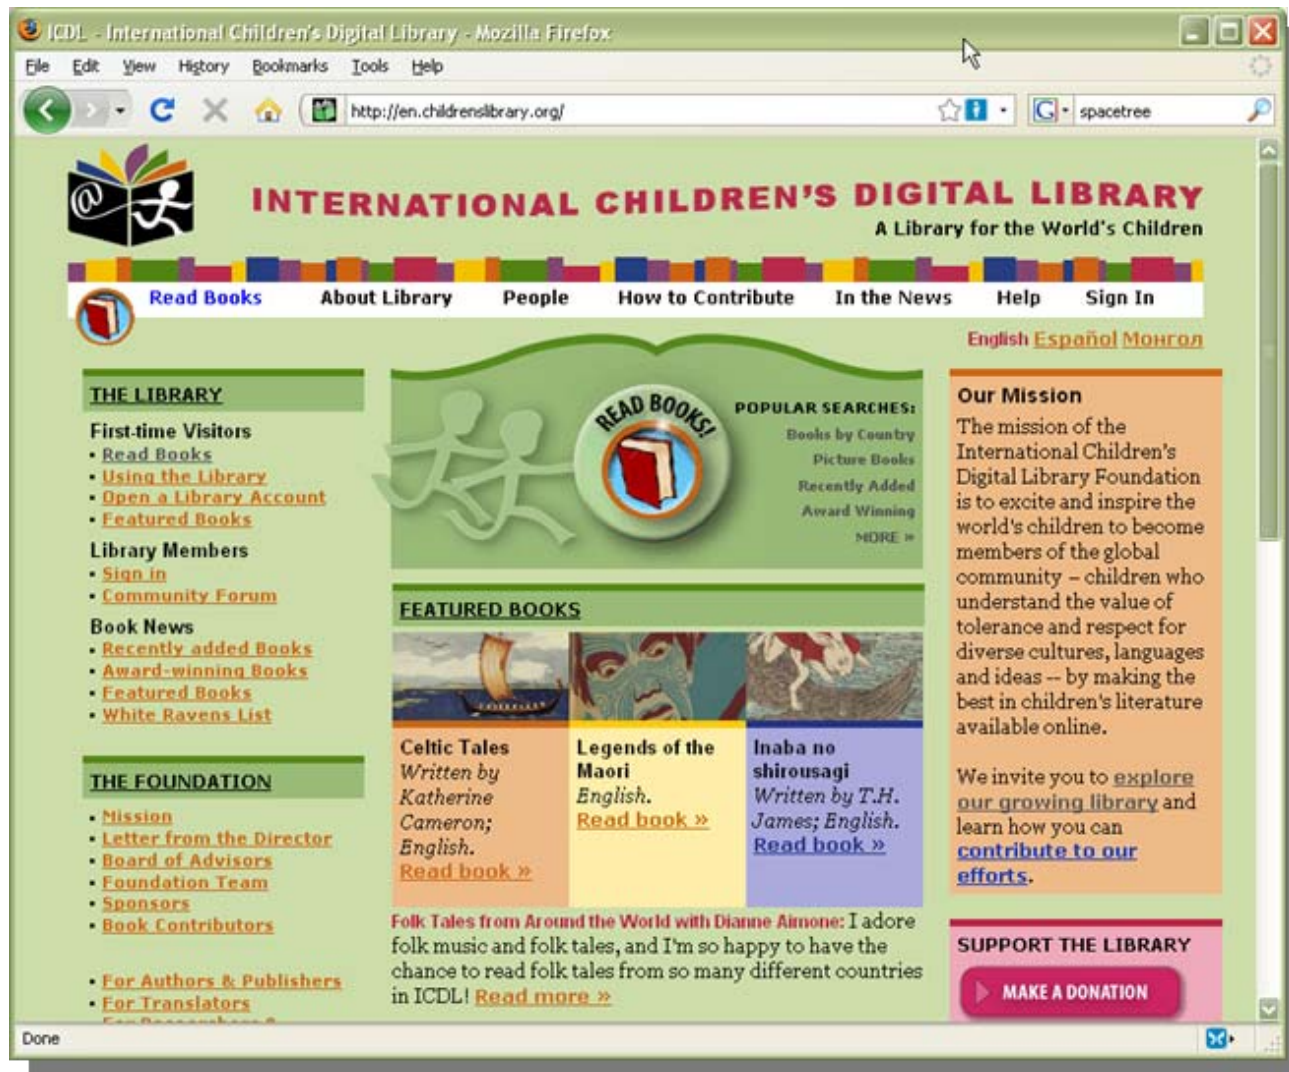 ICDL - International Children's Digital Library - Mozilla Firefox
File Edit View History Bookmarks Tools Help
http://en.childrenslibrary.org/
G spacetree
@
INTERNATIONAL CHILDREN'S DIGITAL LIBRARY
A Library for the World's Children
Read Books About Library People How to Contribute In the News Help Sign In
English Español Монгол
THE LIBRARY
First-time Visitors
▪ Read Books
▪ Using the Library
▪ Open a Library Account
▪ Featured Books
Library Members
▪ Sign in
▪ Community Forum
Book News
▪ Recently added Books
▪ Award-winning Books
▪ Featured Books
▪ White Ravens List
THE FOUNDATION
▪ Mission
▪ Letter from the Director
▪ Board of Advisors
▪ Foundation Team
▪ Sponsors
▪ Book Contributors
▪ For Authors & Publishers
▪ For Translators
READ BOOKS!
POPULAR SEARCHES:
Books by Country
Picture Books
Recently Added
Award Winning
MORE »
FEATURED BOOKS
Celtic Tales
Written by
Katherine
Cameron;
English.
Read book »
Legends of the
Maori
English.
Read book »
Inaba no
shirousagi
Written by T.H.
James; English.
Read book »
Folk Tales from Around the World with Dianne Aimone: I adore
folk music and folk tales, and I'm so happy to have the
chance to read folk tales from so many different countries
in ICDL! Read more »
Our Mission
The mission of the
International Children's
Digital Library Foundation
is to excite and inspire the
world's children to become
members of the global
community – children who
understand the value of
tolerance and respect for
diverse cultures, languages
and ideas -- by making the
best in children's literature
available online.
We invite you to explore
our growing library and
learn how you can
contribute to our
efforts.
SUPPORT THE LIBRARY
MAKE A DONATION
Done